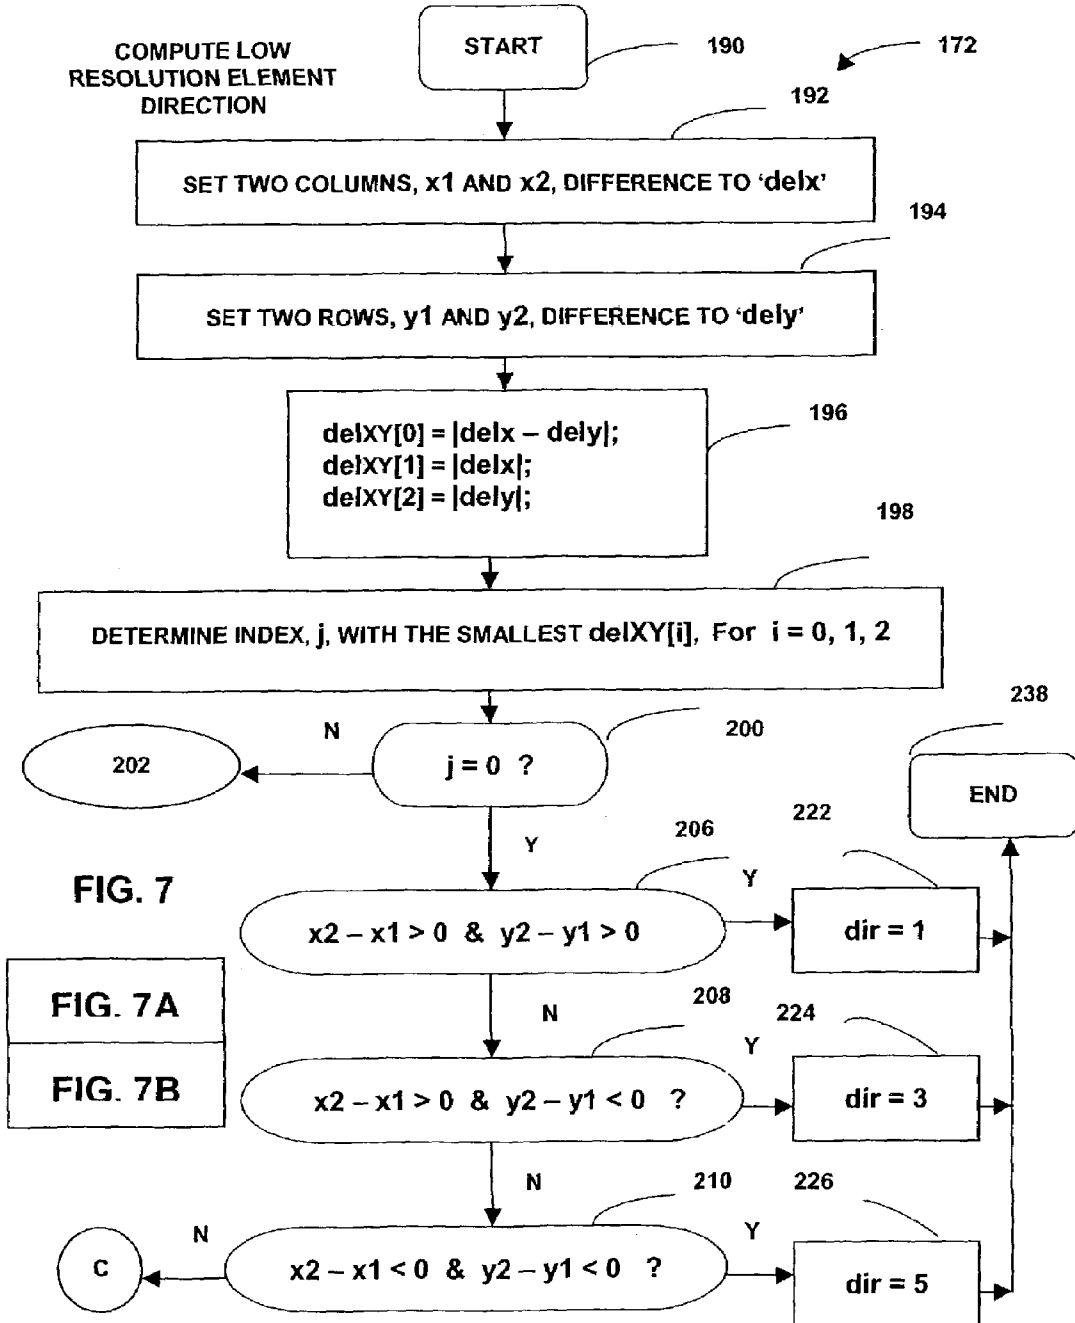 COMPUTE LOW
RESOLUTION ELEMENT
DIRECTION
START
190
172
192
SET TWO COLUMNS, x1 AND x2, DIFFERENCE TO ‘delx’
194
SET TWO ROWS, y1 AND y2, DIFFERENCE TO ‘dely’
196
delXY[0] = |delx – dely|;
delXY[1] = |delx|;
delXY[2] = |dely|;
198
DETERMINE INDEX, j, WITH THE SMALLEST delXY[i], For i = 0, 1, 2
238
N
200
202
j = 0 ?
END
Y
206
222
FIG. 7
Y
x2 – x1 > 0 & y2 – y1 > 0
dir = 1
FIG. 7A
N
208
224
Y
FIG. 7B
x2 – x1 > 0 & y2 – y1 < 0 ?
dir = 3
N
210
226
N
Y
C
x2 – x1 < 0 & y2 – y1 < 0 ?
dir = 5